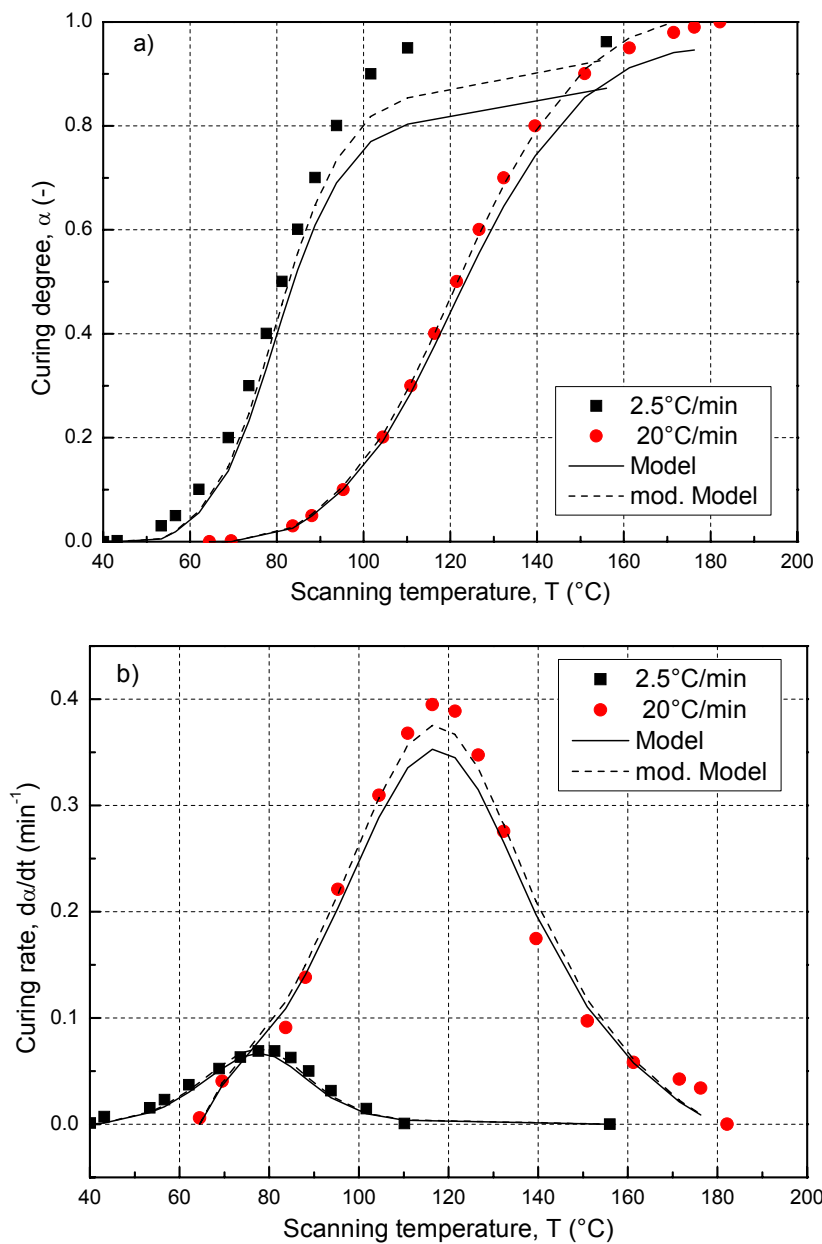 a)
1.0
0.8
0.6
0.4
0.2
0.0
Curing degree, α (-)
2.5°C/min
20°C/min
Model
mod. Model
40 60 80 100 120 140 160 180 200
Scanning temperature, T (°C)
b)
0.4
0.3
0.2
0.1
0.0
Curing rate, dα/dt (min⁻¹)
2.5°C/min
20°C/min
Model
mod. Model
40 60 80 100 120 140 160 180 200
Scanning temperature, T (°C)